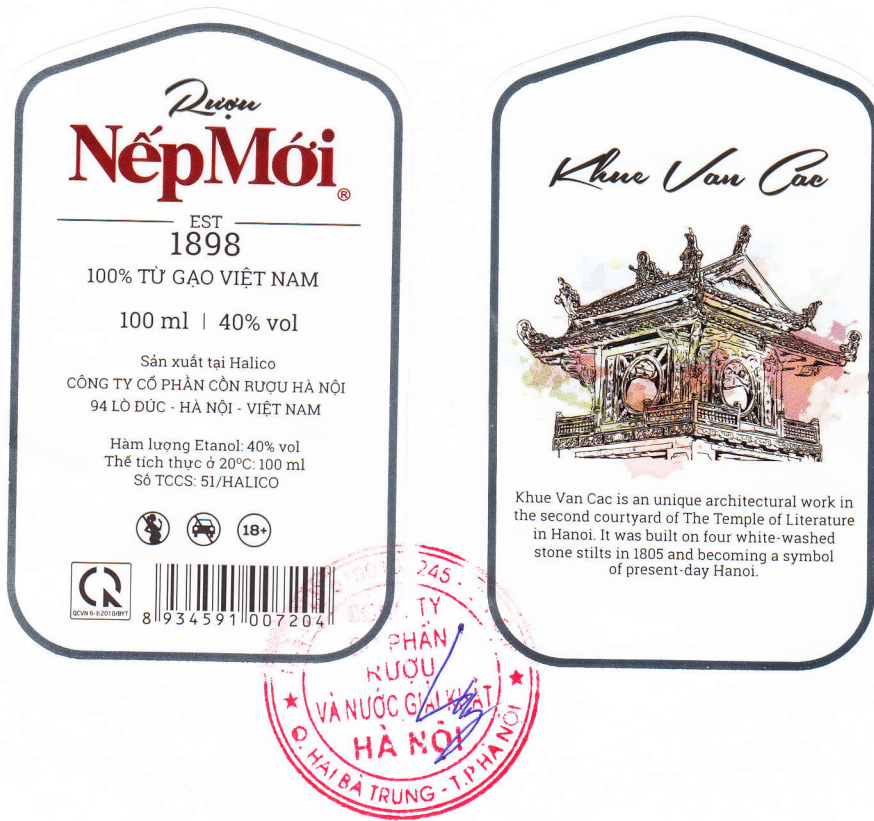 Rượu
NếpMới®
EST
1898
100% TỪ GẠO VIỆT NAM
100 ml | 40% vol
Sản xuất tại Halico
CÔNG TY CỔ PHẦN CỒN RƯỢU HÀ NỘI
94 LÒ ĐÚC - HÀ NỘI - VIỆT NAM
Hàm lượng Etanol: 40% vol
Thể tích thực ở 20°C: 100 ml
Số TCCS: 51/HALICO
18+
QCVN 6-3:2010/BYT
8 934591 007204
Khue Van Cac
Khue Van Cac is an unique architectural work in
the second courtyard of The Temple of Literature
in Hanoi. It was built on four white-washed
stone stilts in 1805 and becoming a symbol
of present-day Hanoi.
245
TY
PHẦN
RƯỢU
VÀ NƯỚC GIẢI KHÁT
HÀ NỘI
Q. HAI BÀ TRƯNG - T.P HÀ NỘI